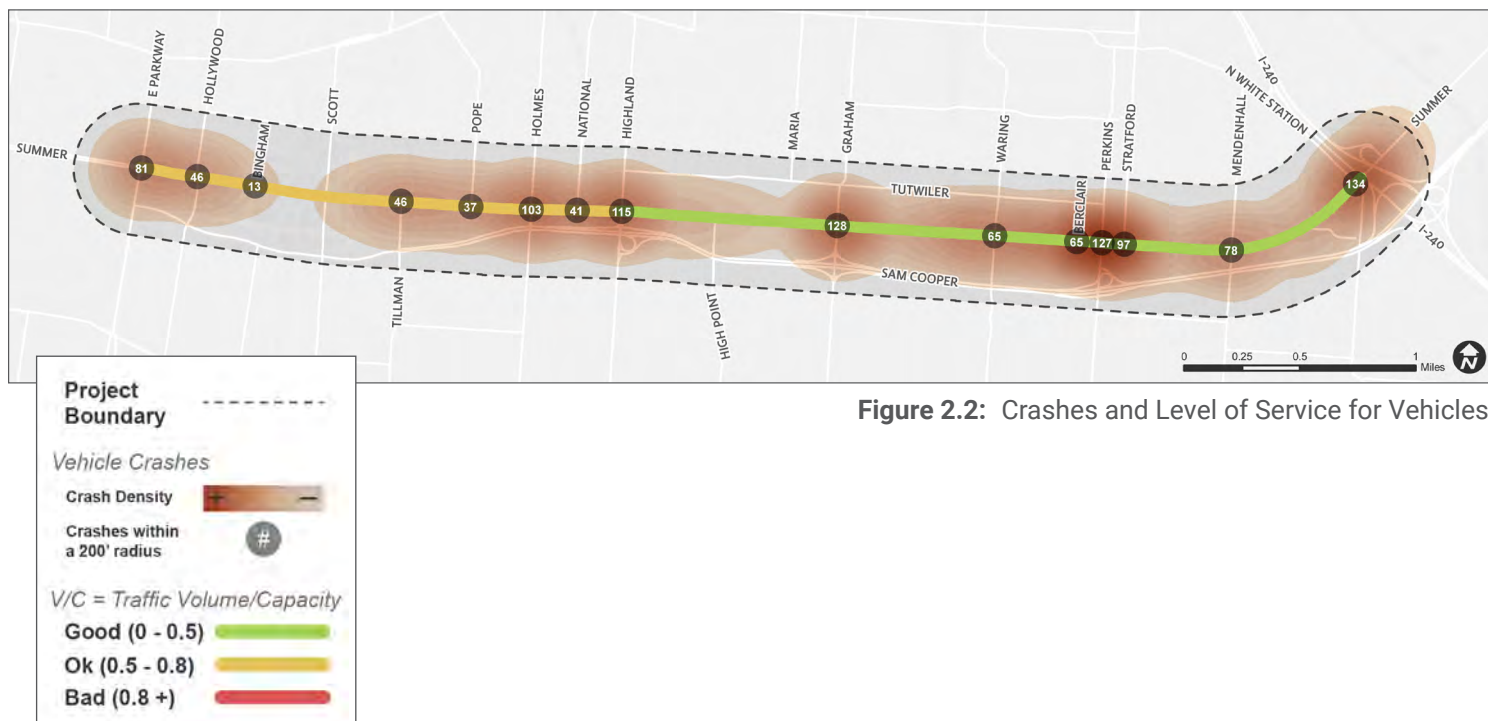 E PARKWAY
HOLLYWOOD
BINGHAM
SCOTT
POPE
HOLMES
NATIONAL
HIGHLAND
MARIA
GRAHAM
WARING
BERCLAIR
PERKINS
STRATFORD
MENDENHALL
N WHITE STATION
I-240
SUMMER
SUMMER
81
46
13
46
37
103
41
115
128
65
65
127
97
78
134
TUTWILER
SAM COOPER
I-240
TILLMAN
HIGH POINT
0 0.25 0.5 1
Miles
N
Figure 2.2: Crashes and Level of Service for Vehicles
Project
Boundary
Vehicle Crashes
Crash Density + −
Crashes within
a 200' radius
#
V/C = Traffic Volume/Capacity
Good (0 - 0.5)
Ok (0.5 - 0.8)
Bad (0.8 +)